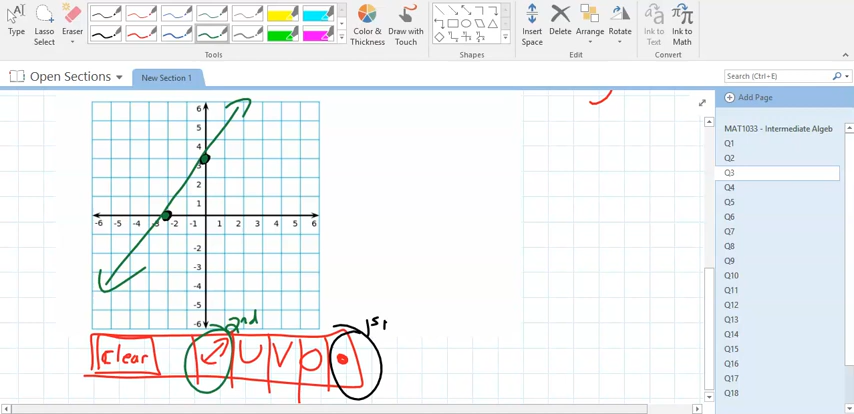 Type
Lasso
Select
Eraser
Color &
Thickness
Draw with
Touch
Insert
Space
Delete
Arrange
Rotate
Ink to
Text
Ink to
Math
Tools
Shapes
Edit
Convert
Open Sections
New Section 1
Search (Ctrl+E)
Add Page
MAT1033 - Intermediate Algeb
Q1
Q2
Q3
Q4
Q5
Q6
Q7
Q8
Q9
Q10
Q11
Q12
Q13
Q14
Q15
Q16
Q17
Q18
6
5
4
3
2
1
-6 -5 -4 -3 -2 -1 1 2 3 4 5 6
-2
-3
-4
-5
-6
2nd
1st
Clear U V O